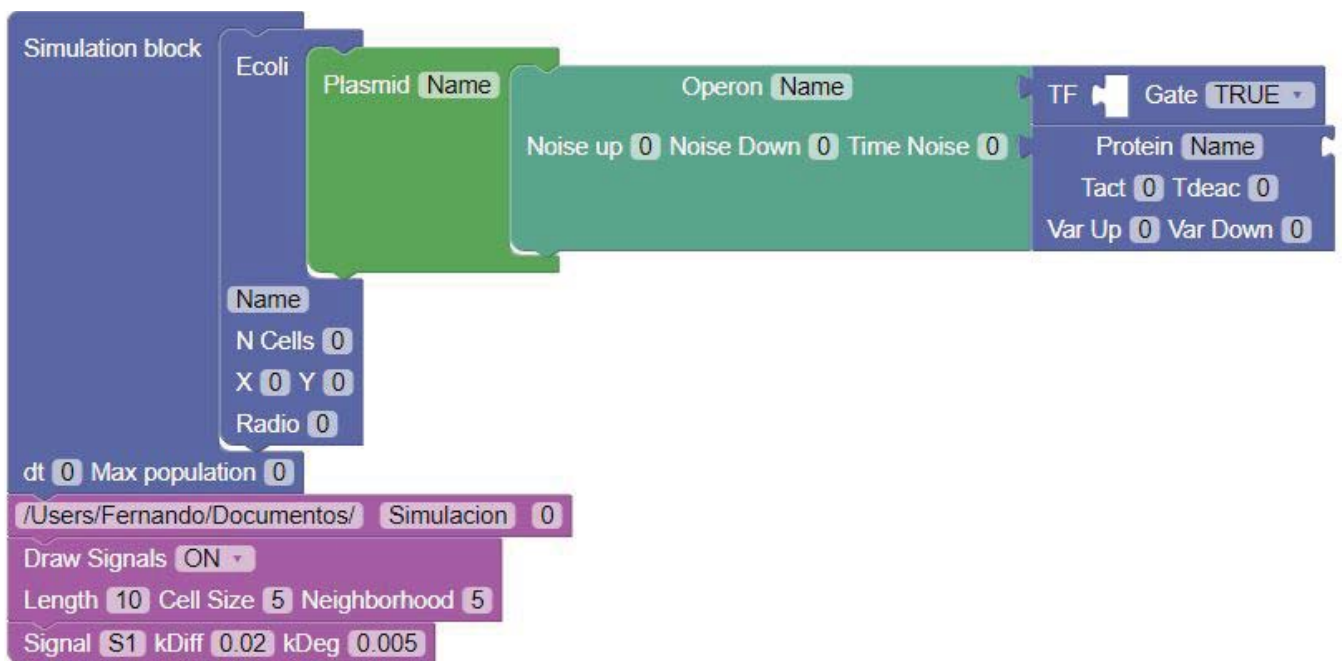 Simulation block
Ecoli
Plasmid Name
Operon Name
TF Gate TRUE
Noise up 0 Noise Down 0 Time Noise 0
Protein Name
Tact 0 Tdeac 0
Var Up 0 Var Down 0
Name
N Cells 0
X 0 Y 0
Radio 0
dt 0 Max population 0
/Users/Fernando/Documentos/ Simulacion 0
Draw Signals ON
Length 10 Cell Size 5 Neighborhood 5
Signal S1 kDiff 0.02 kDeg 0.005